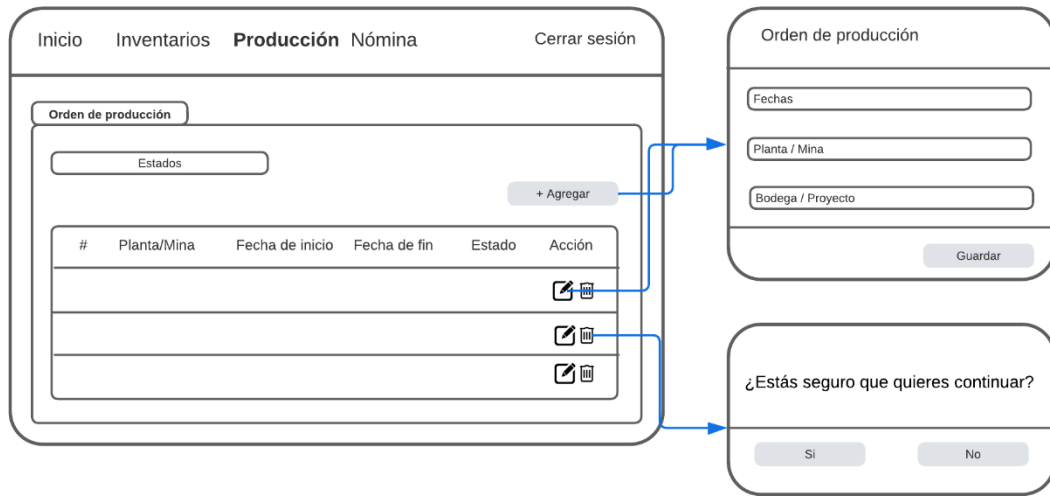 Inicio Inventarios Producción Nómina Cerrar sesión
Orden de producción
Estados
+ Agregar
# Planta/Mina Fecha de inicio Fecha de fin Estado Acción
Orden de producción
Fechas
Planta / Mina
Bodega / Proyecto
Guardar
¿Estás seguro que quieres continuar?
Si No